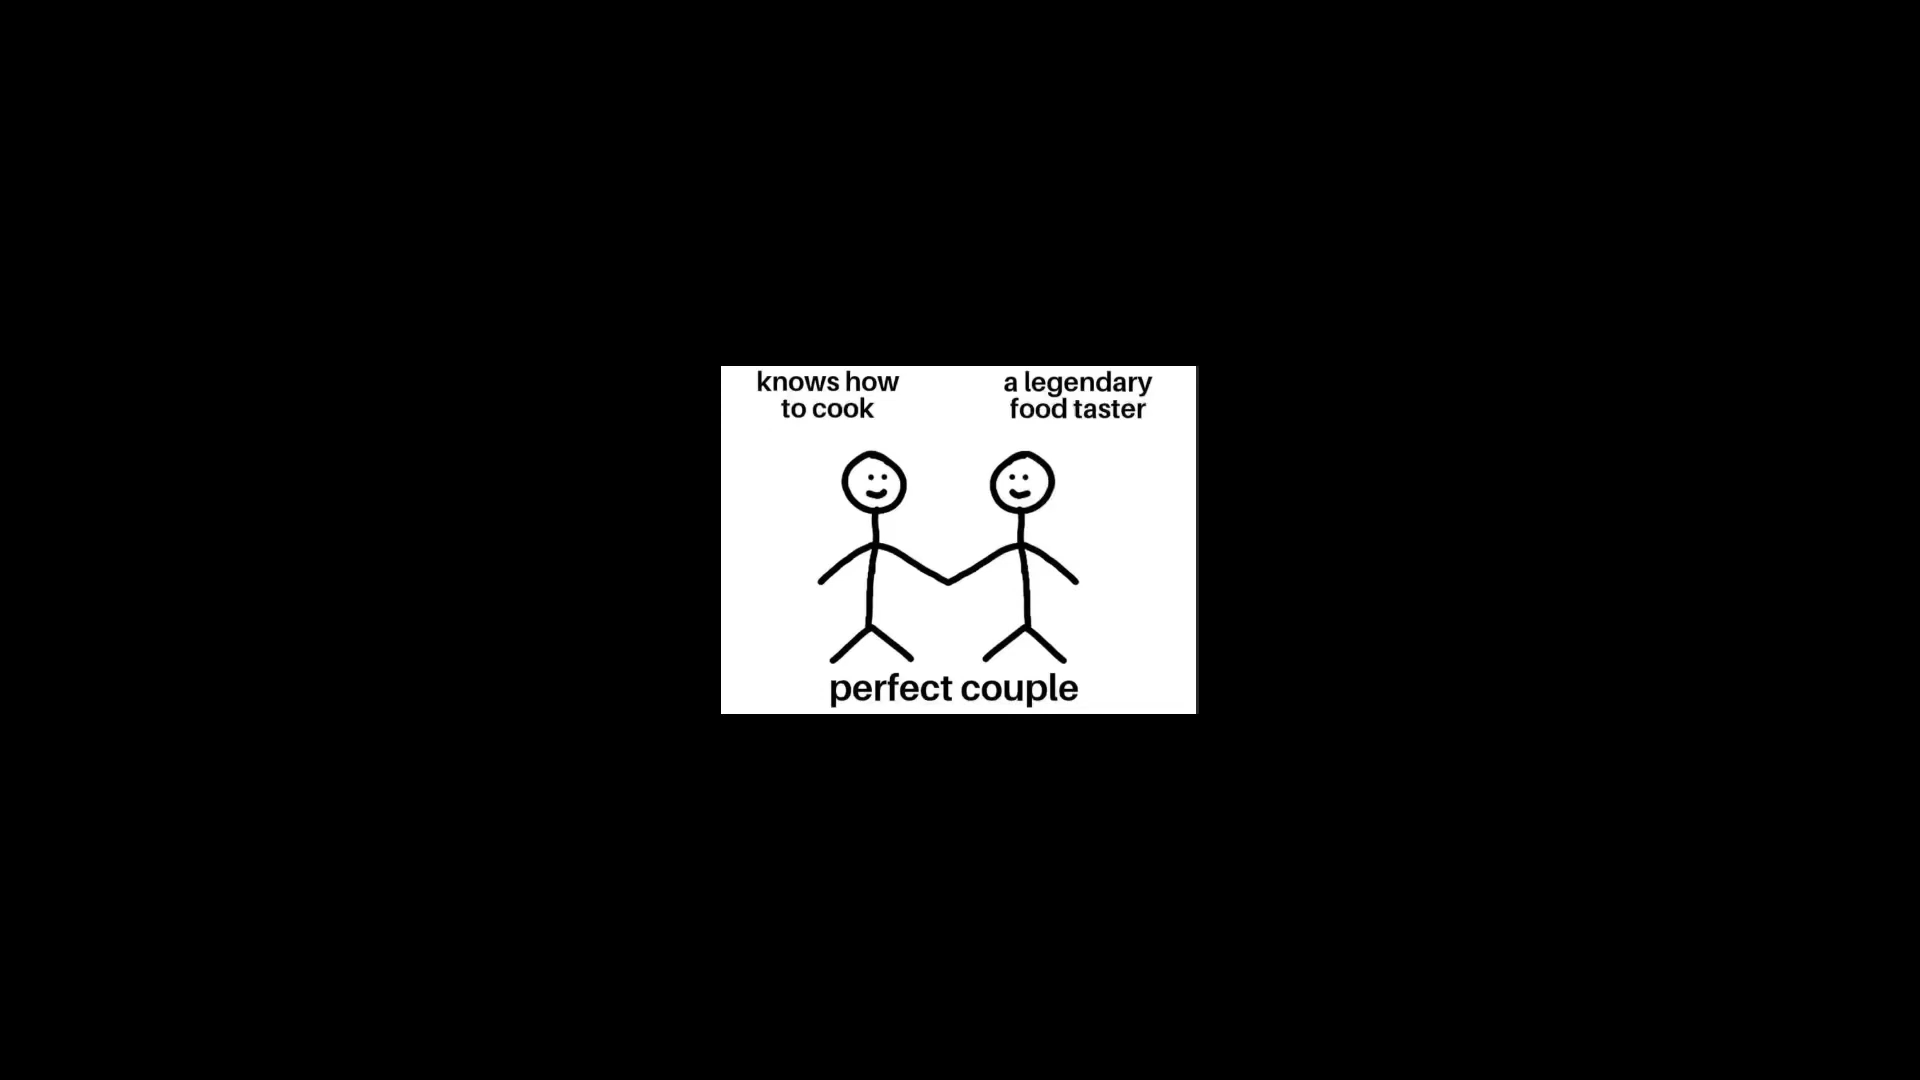 knows how
to cook
a legendary
food taster
perfect couple